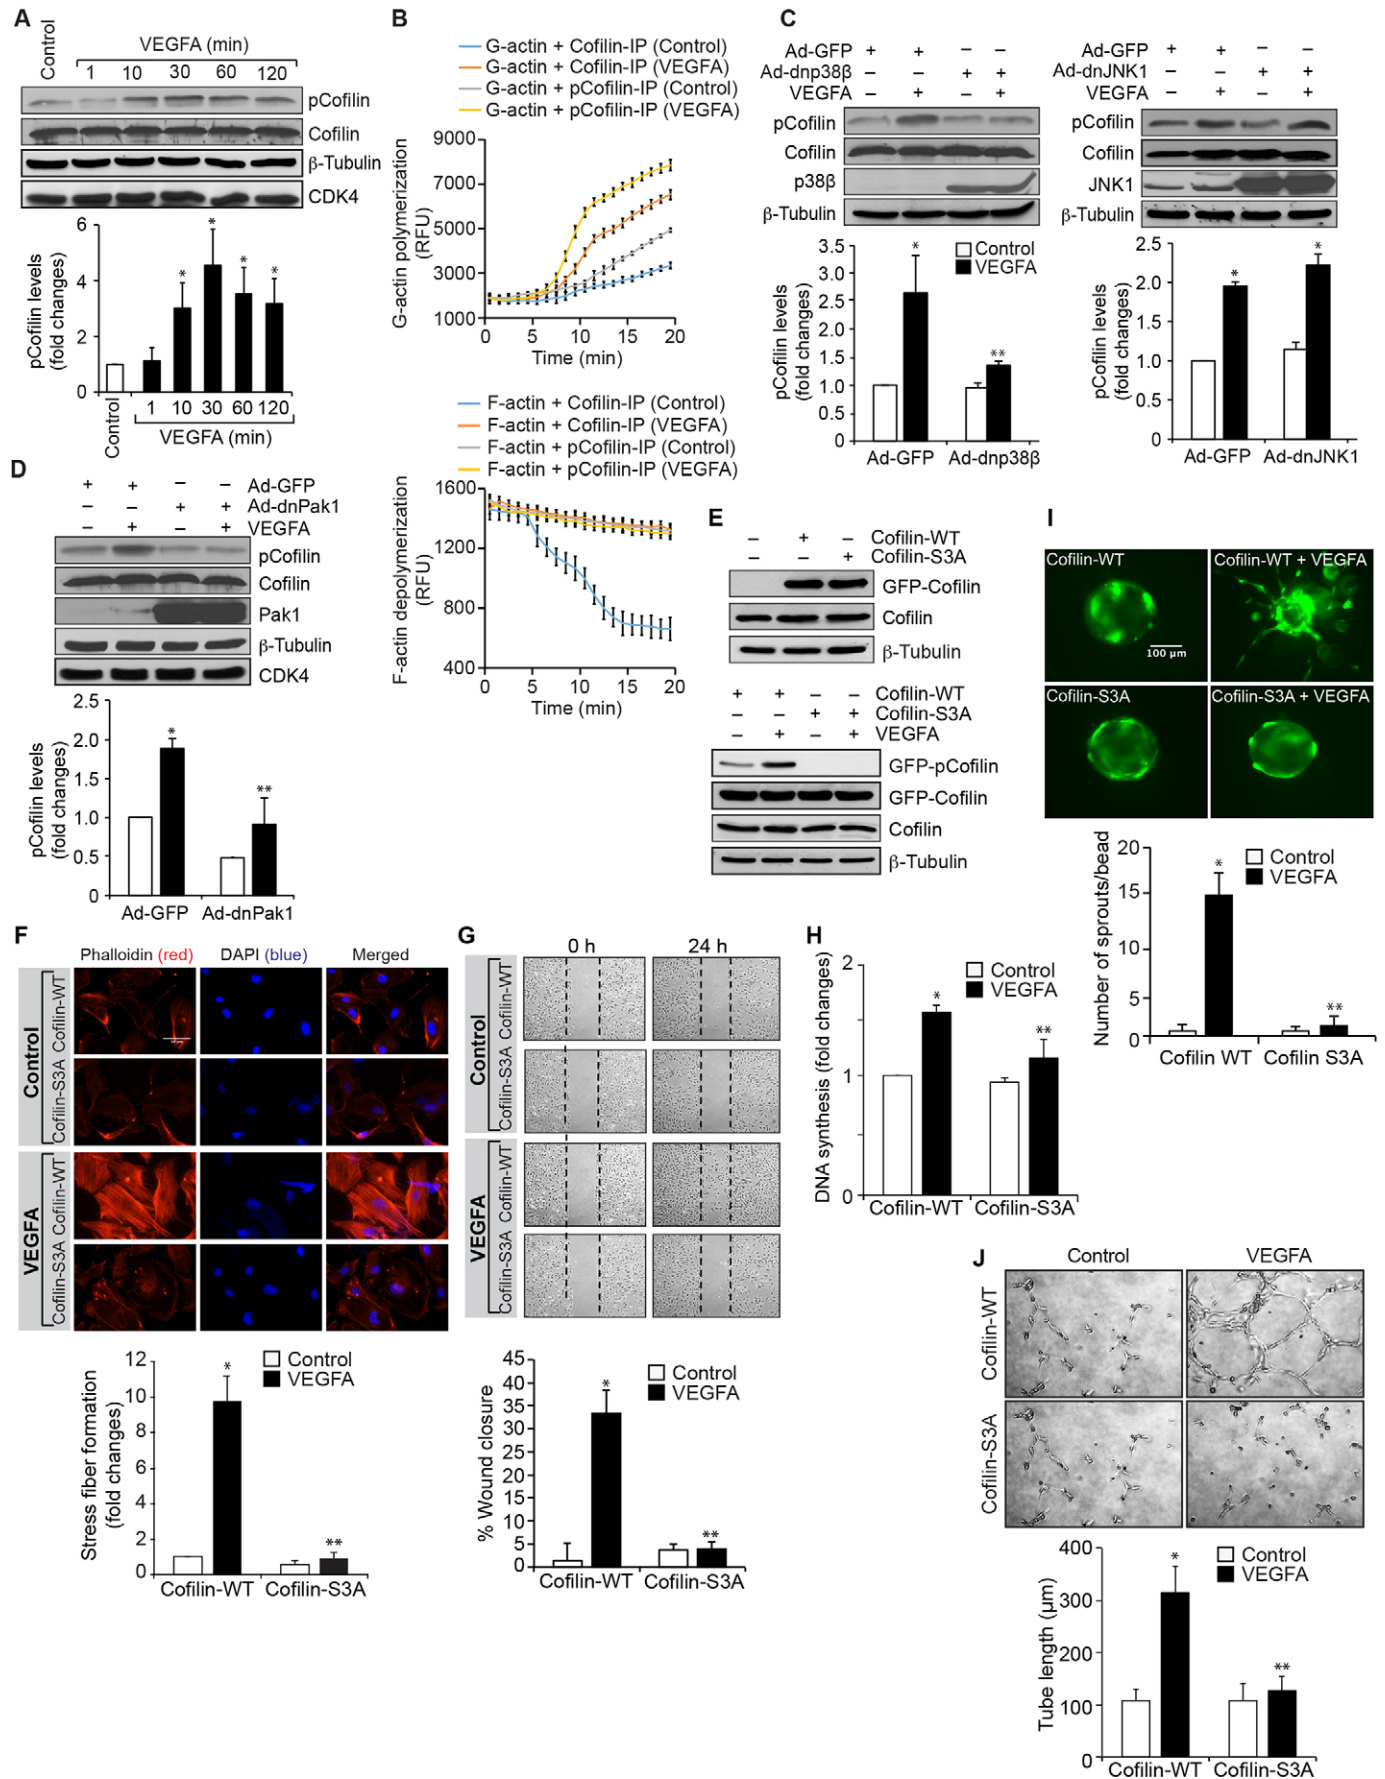 A
Control
VEGFA (min)
1 10 30 60 120
pCofilin
Cofilin
β-Tubulin
CDK4
pCofilin levels
(fold changes)
6
4
2
0
Control
1 10 30 60 120
VEGFA (min)
B
G-actin + Cofilin-IP (Control)
G-actin + Cofilin-IP (VEGFA)
G-actin + pCofilin-IP (Control)
G-actin + pCofilin-IP (VEGFA)
G-actin polymerization
(RFU)
9000
7000
5000
3000
1000
0 5 10 15 20
Time (min)
F-actin + Cofilin-IP (Control)
F-actin + Cofilin-IP (VEGFA)
F-actin + pCofilin-IP (Control)
F-actin + pCofilin-IP (VEGFA)
F-actin depolymerization
(RFU)
1600
1200
800
400
0 5 10 15 20
Time (min)
C
Ad-GFP + + – –
Ad-dnp38β – – + +
VEGFA – + – +
pCofilin
Cofilin
p38β
β-Tubulin
pCofilin levels
(fold changes)
3.5
3.0
2.5
2.0
1.5
1.0
0.5
0
*
**
Control
VEGFA
Ad-GFP Ad-dnp38β
Ad-GFP + + – –
Ad-dnJNK1 – – + +
VEGFA – + – +
pCofilin
Cofilin
JNK1
β-Tubulin
pCofilin levels
(fold changes)
2.5
2.0
1.5
1.0
0.5
0
* *
Ad-GFP Ad-dnJNK1
D
+ + – – Ad-GFP
– – + + Ad-dnPak1
– + – + VEGFA
pCofilin
Cofilin
Pak1
β-Tubulin
CDK4
pCofilin levels
(fold changes)
2.5
2.0
1.5
1.0
0.5
0
*
**
Ad-GFP Ad-dnPak1
E
– + – Cofilin-WT
– – + Cofilin-S3A
GFP-Cofilin
Cofilin
β-Tubulin
+ + – – Cofilin-WT
– – + + Cofilin-S3A
– + – + VEGFA
GFP-pCofilin
GFP-Cofilin
Cofilin
β-Tubulin
I
Cofilin-WT
Cofilin-WT + VEGFA
100 µm
Cofilin-S3A
Cofilin-S3A + VEGFA
Number of sprouts/bead
20
15
10
5
0
*
**
Control
VEGFA
Cofilin WT Cofilin S3A
F
Phalloidin (red) DAPI (blue) Merged
Control
Cofilin-WT
Cofilin-S3A
VEGFA
Cofilin-WT
Cofilin-S3A
Stress fiber formation
(fold changes)
12
10
8
6
4
2
0
*
**
Control
VEGFA
Cofilin-WT Cofilin-S3A
G
0 h 24 h
Control
Cofilin-WT
Cofilin-S3A
VEGFA
Cofilin-WT
Cofilin-S3A
% Wound closure
45
40
35
30
25
20
15
10
5
0
*
**
Control
VEGFA
Cofilin-WT Cofilin-S3A
H
DNA synthesis (fold changes)
2
1
0
*
**
Control
VEGFA
Cofilin-WT Cofilin-S3A
J
Control VEGFA
Cofilin-WT
Cofilin-S3A
Tube length (µm)
400
300
200
100
0
*
**
Control
VEGFA
Cofilin-WT Cofilin-S3A